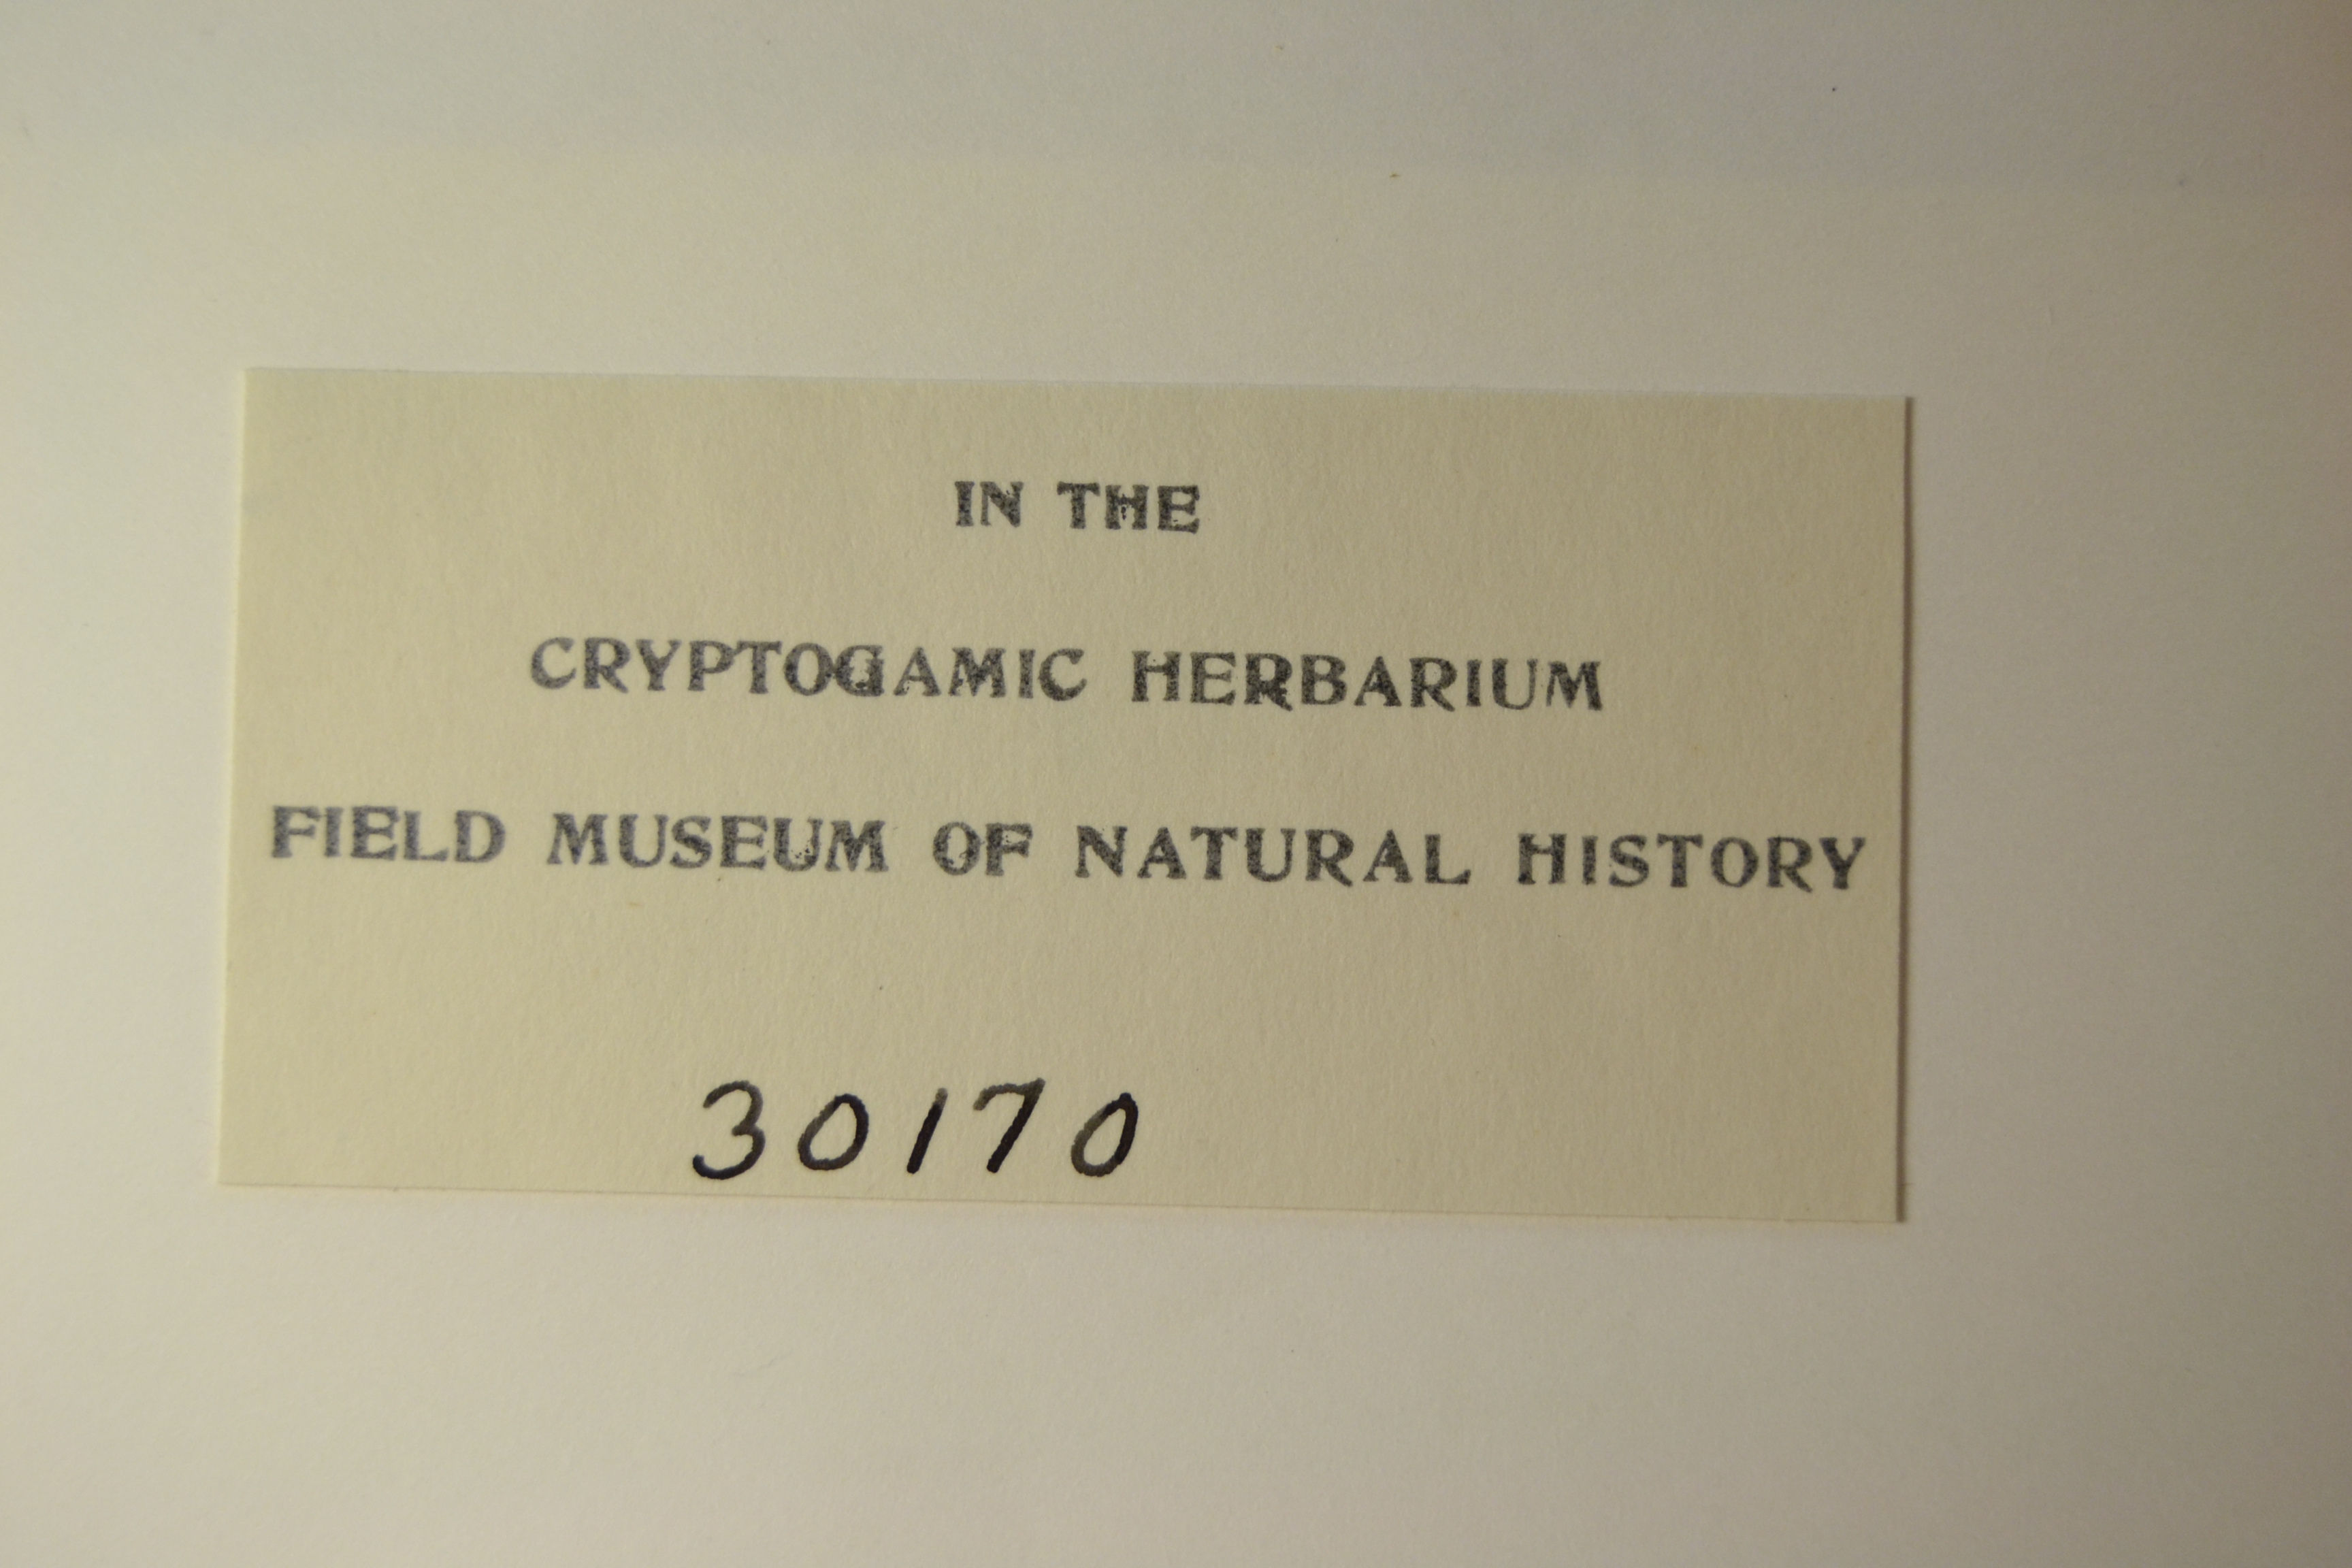 IN THE
CRYPTOGAMIC HERBARIUM
FIELD MUSEUM OF NATURAL HISTORY
30170